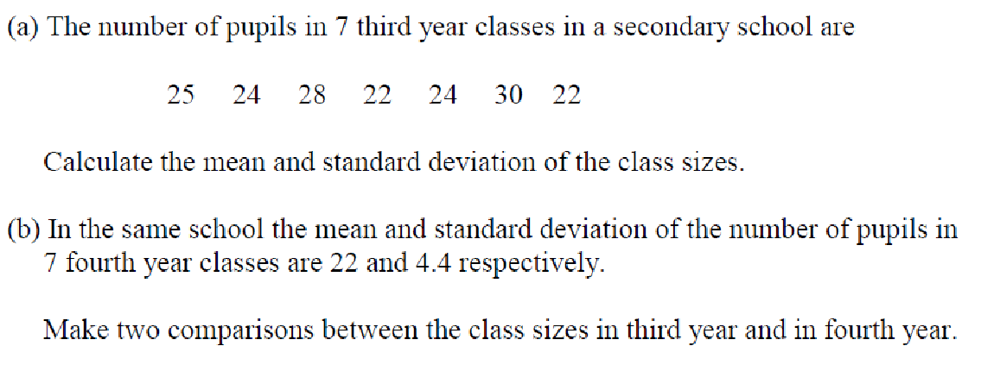 (a) The number of pupils in 7 third year classes in a secondary school are
25 24 28 22 24 30 22
Calculate the mean and standard deviation of the class sizes.
(b) In the same school the mean and standard deviation of the number of pupils in
7 fourth year classes are 22 and 4.4 respectively.
Make two comparisons between the class sizes in third year and in fourth year.